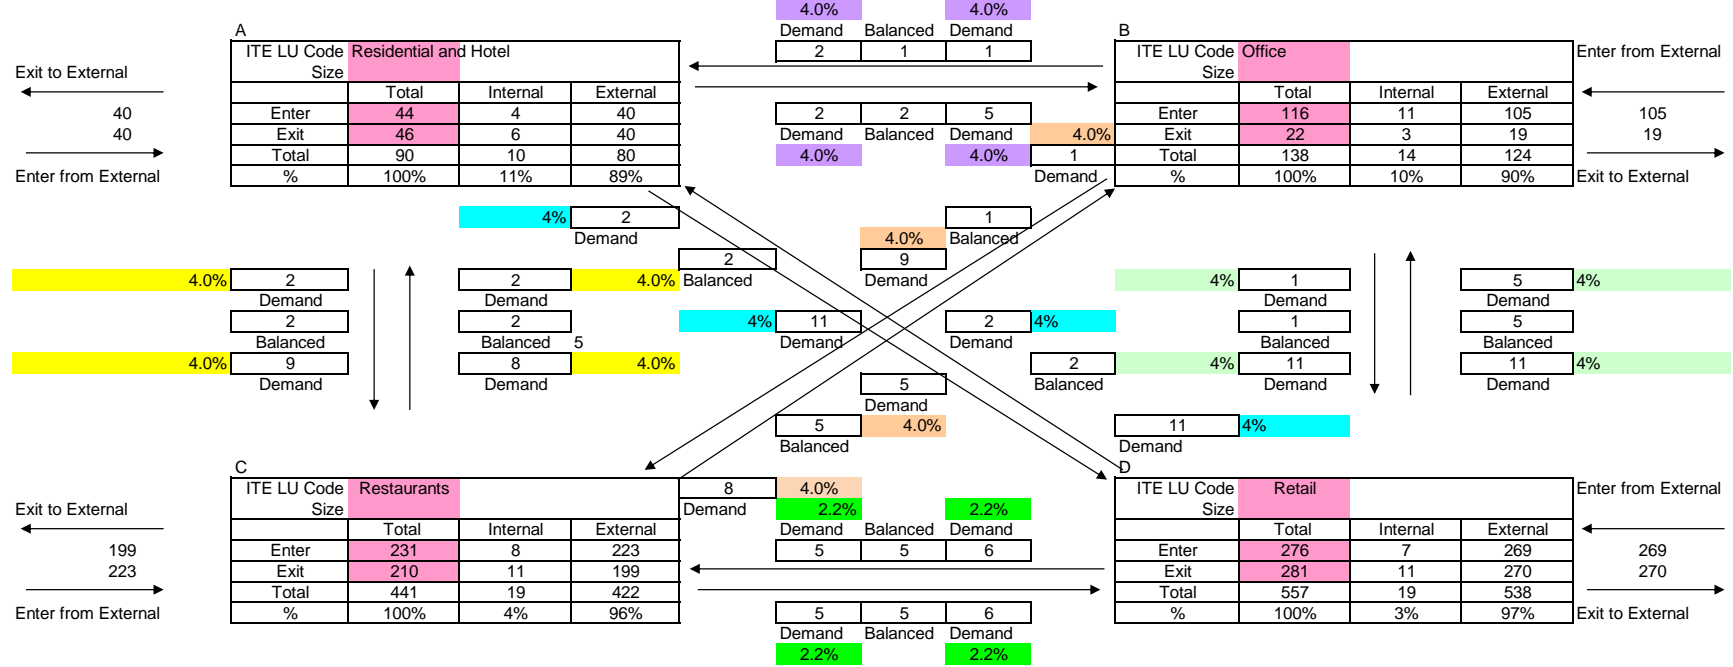 4.0% 4.0%
A Demand Balanced Demand B
ITE LU Code Residential and Hotel 2 1 1 ITE LU Code Office Enter from External
Exit to External Size Size
Total Internal External Total Internal External
40 Enter 44 4 40 2 2 5 Enter 116 11 105 105
40 Exit 46 6 40 Demand Balanced Demand 4.0% Exit 22 3 19 19
Total 90 10 80 4.0% 4.0% 1 Total 138 14 124
Enter from External % 100% 11% 89% Demand % 100% 10% 90% Exit to External
4% 2 1
Demand 4.0% Balanced
2 9
4.0% 2 2 4.0% Balanced Demand 4% 1 5 4%
Demand Demand Demand Demand
2 2 4% 11 2 4% 1 5
Balanced Balanced 5 Demand Demand Balanced Balanced
4.0% 9 8 4.0% 2 4% 11 11 4%
Demand Demand 5 Balanced Demand Demand
Demand
5 4.0% 11 4%
Balanced Demand
C D
ITE LU Code Restaurants 8 4.0% ITE LU Code Retail Enter from External
Exit to External Size Demand 2.2% 2.2% Size
Total Internal External Demand Balanced Demand Total Internal External
199 Enter 231 8 223 5 5 6 Enter 276 7 269 269
223 Exit 210 11 199 Exit 281 11 270 270
Total 441 19 422 Total 557 19 538
Enter from External % 100% 4% 96% 5 5 6 % 100% 3% 97% Exit to External
Demand Balanced Demand
2.2% 2.2%